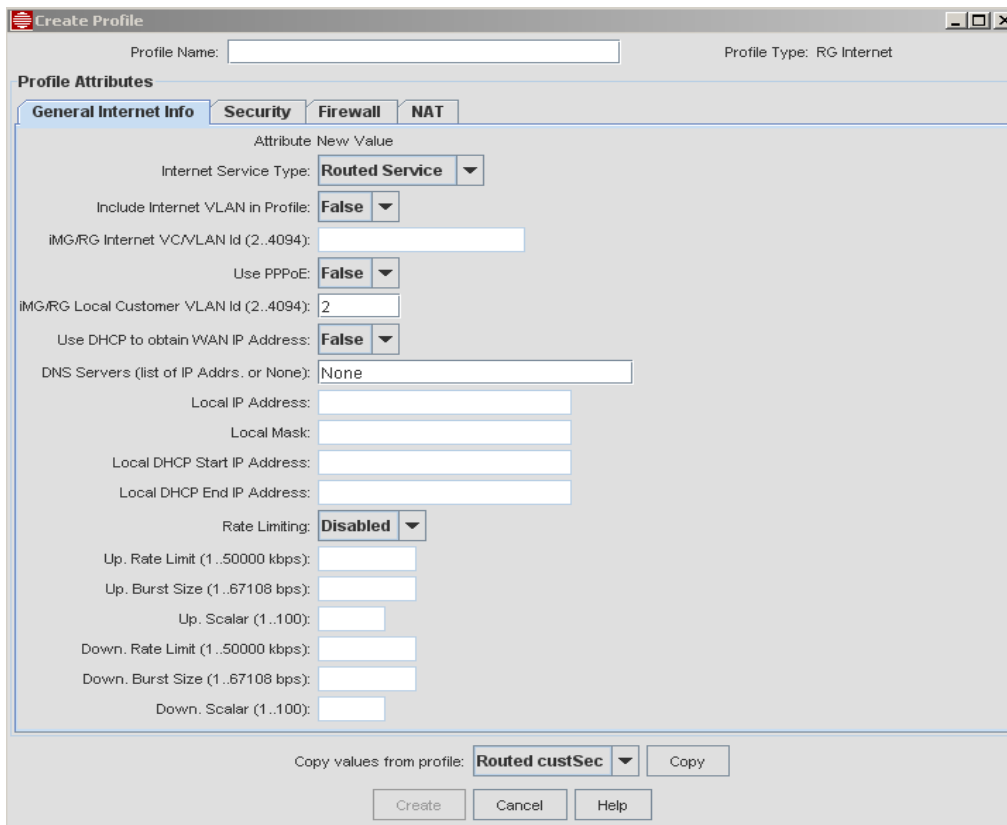 Create Profile
Profile Name: Profile Type: RG Internet
Profile Attributes
General Internet Info Security Firewall NAT
Attribute New Value
Internet Service Type: Routed Service
Include Internet VLAN in Profile: False
iMG/RG Internet VC/VLAN Id (2..4094):
Use PPPoE: False
iMG/RG Local Customer VLAN Id (2..4094): 2
Use DHCP to obtain WAN IP Address: False
DNS Servers (list of IP Addrs. or None): None
Local IP Address:
Local Mask:
Local DHCP Start IP Address:
Local DHCP End IP Address:
Rate Limiting: Disabled
Up. Rate Limit (1..50000 kbps):
Up. Burst Size (1..67108 bps):
Up. Scalar (1..100):
Down. Rate Limit (1..50000 kbps):
Down. Burst Size (1..67108 bps):
Down. Scalar (1..100):
Copy values from profile: Routed custSec Copy
Create Cancel Help